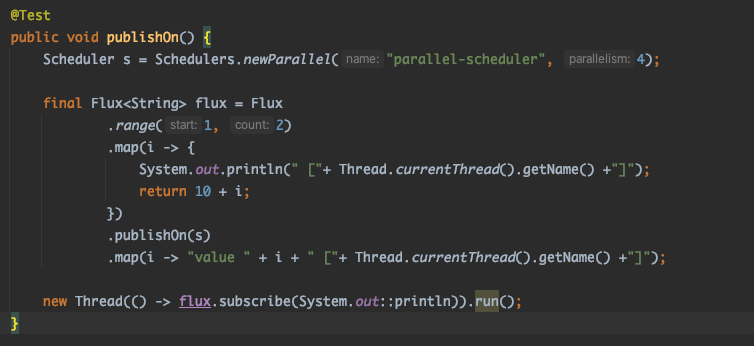 @Test
public void publishOn() {
    Scheduler s = Schedulers.newParallel( name: "parallel-scheduler", parallelism: 4);

    final Flux<String> flux = Flux
            .range( start: 1, count: 2)
            .map(i -> {
                System.out.println(" ["+ Thread.currentThread().getName() +"]");
                return 10 + i;
            })
            .publishOn(s)
            .map(i -> "value " + i + " ["+ Thread.currentThread().getName() +"]");

    new Thread(() -> flux.subscribe(System.out::println)).run();
}